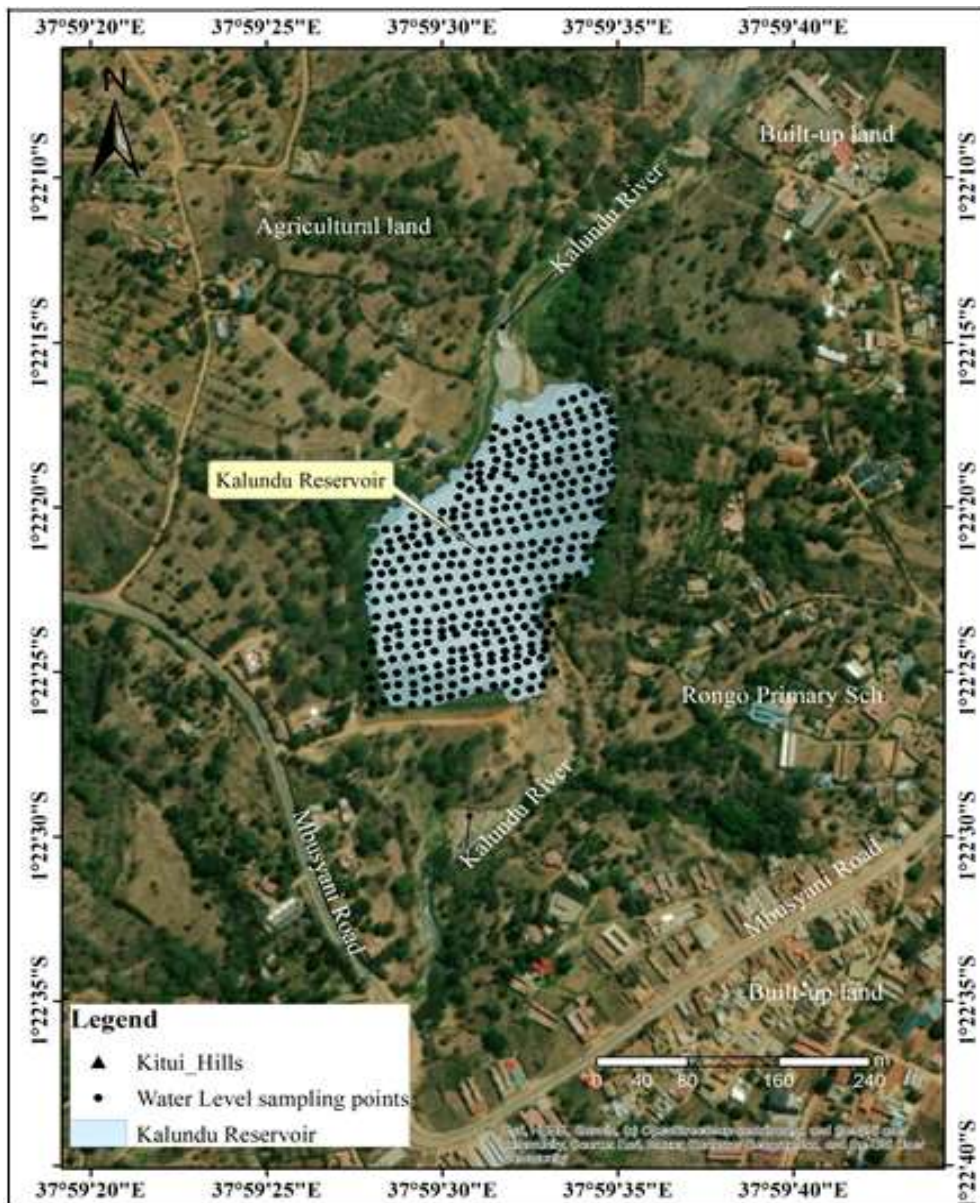 37°59'20"E 37°59'25"E 37°59'30"E 37°59'35"E 37°59'40"E
N
Built-up land
1°22'10"S 1°22'10"S
Kalundu River
Agricultural land
1°22'15"S 1°22'15"S
Kalundu Reservoir
1°22'20"S 1°22'20"S
1°22'25"S 1°22'25"S
Rongo Primary Sch
Kalundu River
1°22'30"S 1°22'30"S
Mbusyani Road
Mbusyani Road
1°22'35"S 1°22'35"S
Built-up land
Legend
Kitui_Hills
Water Level sampling points
Kalundu Reservoir
m
0 40 80 160 240
1°22'40"S
37°59'20"E 37°59'25"E 37°59'30"E 37°59'35"E 37°59'40"E